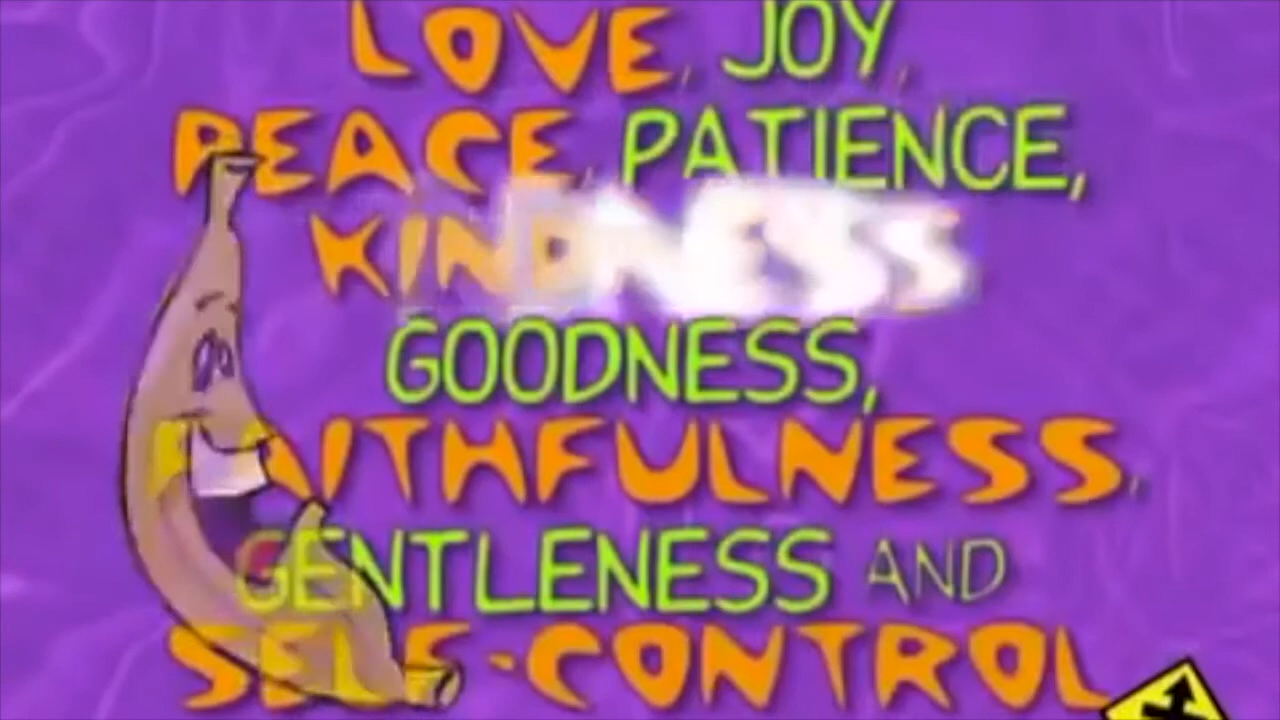 LOVE, JOY,
PEACE, PATIENCE,
KINDNESS
GOODNESS,
FAITHFULNESS,
GENTLENESS AND
SELF-CONTROL